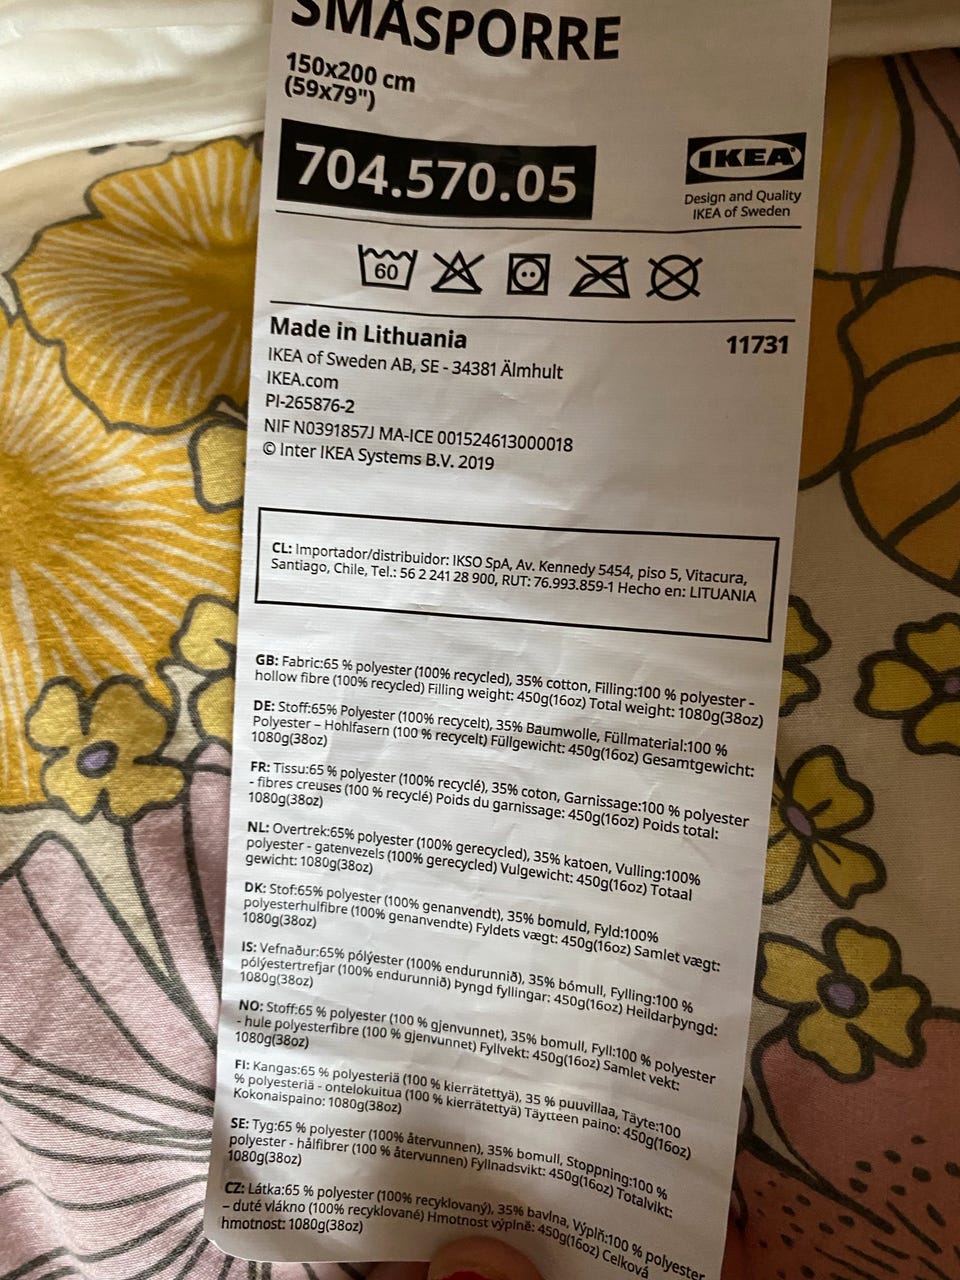 SMÅSPORRE
150x200 cm
(59x79")
704.570.05
IKEA
Design and Quality
IKEA of Sweden
60
Made in Lithuania
11731
IKEA of Sweden AB, SE - 34381 Älmhult
IKEA.com
PI-265876-2
NIF N0391857J MA-ICE 001524613000018
© Inter IKEA Systems B.V. 2019
CL: Importador/distribuidor: IKSO SpA, Av. Kennedy 5454, piso 5, Vitacura,
Santiago, Chile, Tel.: 56 2 241 28 900, RUT: 76.993.859-1 Hecho en: LITUANIA
GB: Fabric:65 % polyester (100% recycled), 35% cotton, Filling:100 % polyester -
hollow fibre (100% recycled) Filling weight: 450g(16oz) Total weight: 1080g(38oz)
DE: Stoff:65% Polyester (100% recycelt), 35% Baumwolle, Füllmaterial:100 %
Polyester – Hohlfasern (100 % recycelt) Füllgewicht: 450g(16oz) Gesamtgewicht:
1080g(38oz)
FR: Tissu:65 % polyester (100% recyclé), 35% coton, Garnissage:100 % polyester
- fibres creuses (100 % recyclé) Poids du garnissage: 450g(16oz) Poids total:
1080g(38oz)
NL: Overtrek:65% polyester (100% gerecycled), 35% katoen, Vulling:100%
polyester - gatenvezels (100% gerecycled) Vulgewicht: 450g(16oz) Totaal
gewicht: 1080g(38oz)
DK: Stof:65% polyester (100% genanvendt), 35% bomuld, Fyld:100%
polyesterhulfibre (100% genanvendte) Fyldets vægt: 450g(16oz) Samlet vægt:
1080g(38oz)
IS: Vefnaður:65% pólýester (100% endurunnið), 35% bómull, Fylling:100 %
pólýestertrefjar (100% endurunnið) Þyngd fyllingar: 450g(16oz) Heildarþyngd:
1080g(38oz)
NO: Stoff:65 % polyester (100 % gjenvunnet), 35% bomull, Fyll:100 % polyester
- hule polyesterfibre (100 % gjenvunnet) Fyllvekt: 450g(16oz) Samlet vekt:
1080g(38oz)
FI: Kangas:65 % polyesteriä (100 % kierrätettyä), 35 % puuvillaa, Täyte:100
% polyesteriä - ontelokuitua (100 % kierrätettyä) Täytteen paino: 450g(16oz)
Kokonaispaino: 1080g(38oz)
SE: Tyg:65 % polyester (100% återvunnen), 35% bomull, Stoppning:100 %
polyester - hålfibrer (100 % återvunnen) Fyllnadsvikt: 450g(16oz) Totalvikt:
1080g(38oz)
CZ: Látka:65 % polyester (100% recyklovaný), 35% bavlna, Výplň:100 % polyester
– duté vlákno (100% recyklované) Hmotnost výplně: 450g(16oz) Celková
hmotnost: 1080g(38oz)